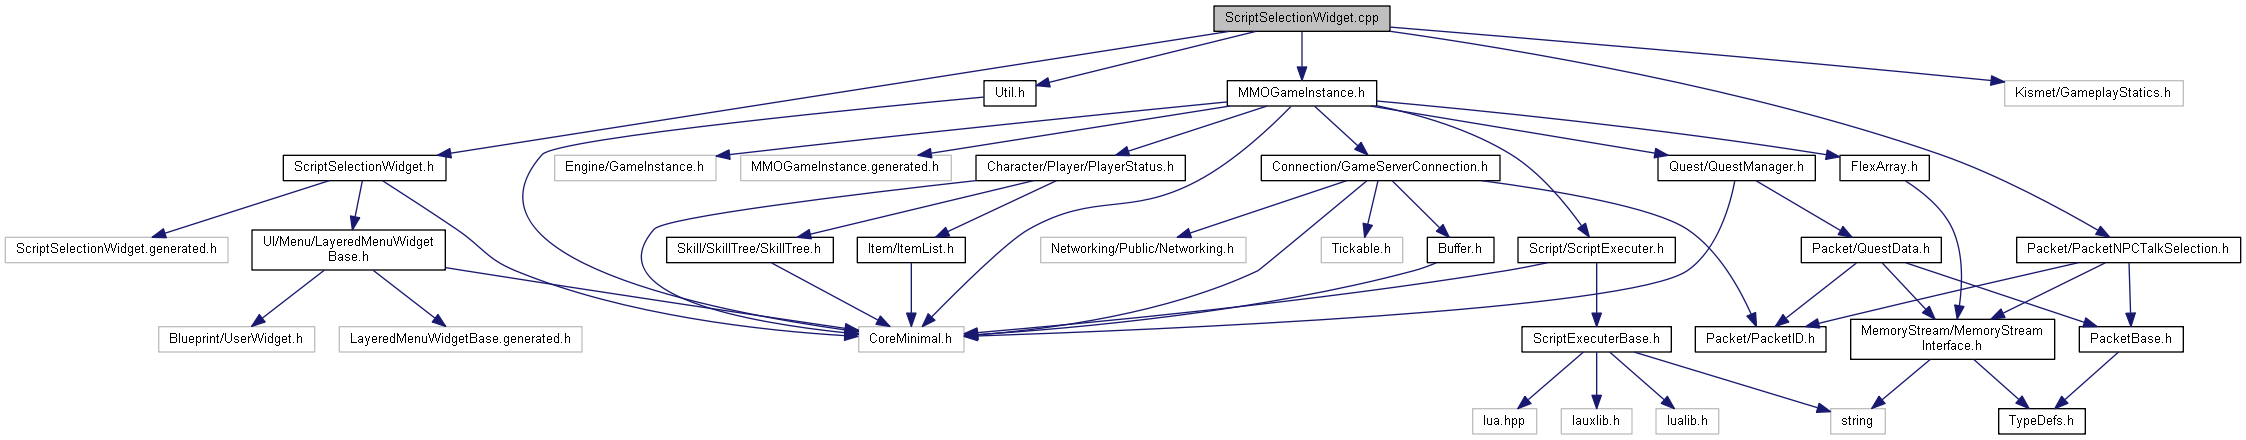 ScriptSelectionWidget.cpp
Util.h
MMOGameInstance.h
Kismet/GameplayStatics.h
ScriptSelectionWidget.h
Engine/GameInstance.h
MMOGameInstance.generated.h
Character/Player/PlayerStatus.h
Connection/GameServerConnection.h
Quest/QuestManager.h
FlexArray.h
ScriptSelectionWidget.generated.h
UI/Menu/LayeredMenuWidget
Base.h
Skill/SkillTree/SkillTree.h
Item/ItemList.h
Networking/Public/Networking.h
Tickable.h
Buffer.h
Script/ScriptExecuter.h
Packet/QuestData.h
Packet/PacketNPCTalkSelection.h
Blueprint/UserWidget.h
LayeredMenuWidgetBase.generated.h
CoreMinimal.h
ScriptExecuterBase.h
Packet/PacketID.h
MemoryStream/MemoryStream
Interface.h
PacketBase.h
lua.hpp
lauxlib.h
lualib.h
string
TypeDefs.h